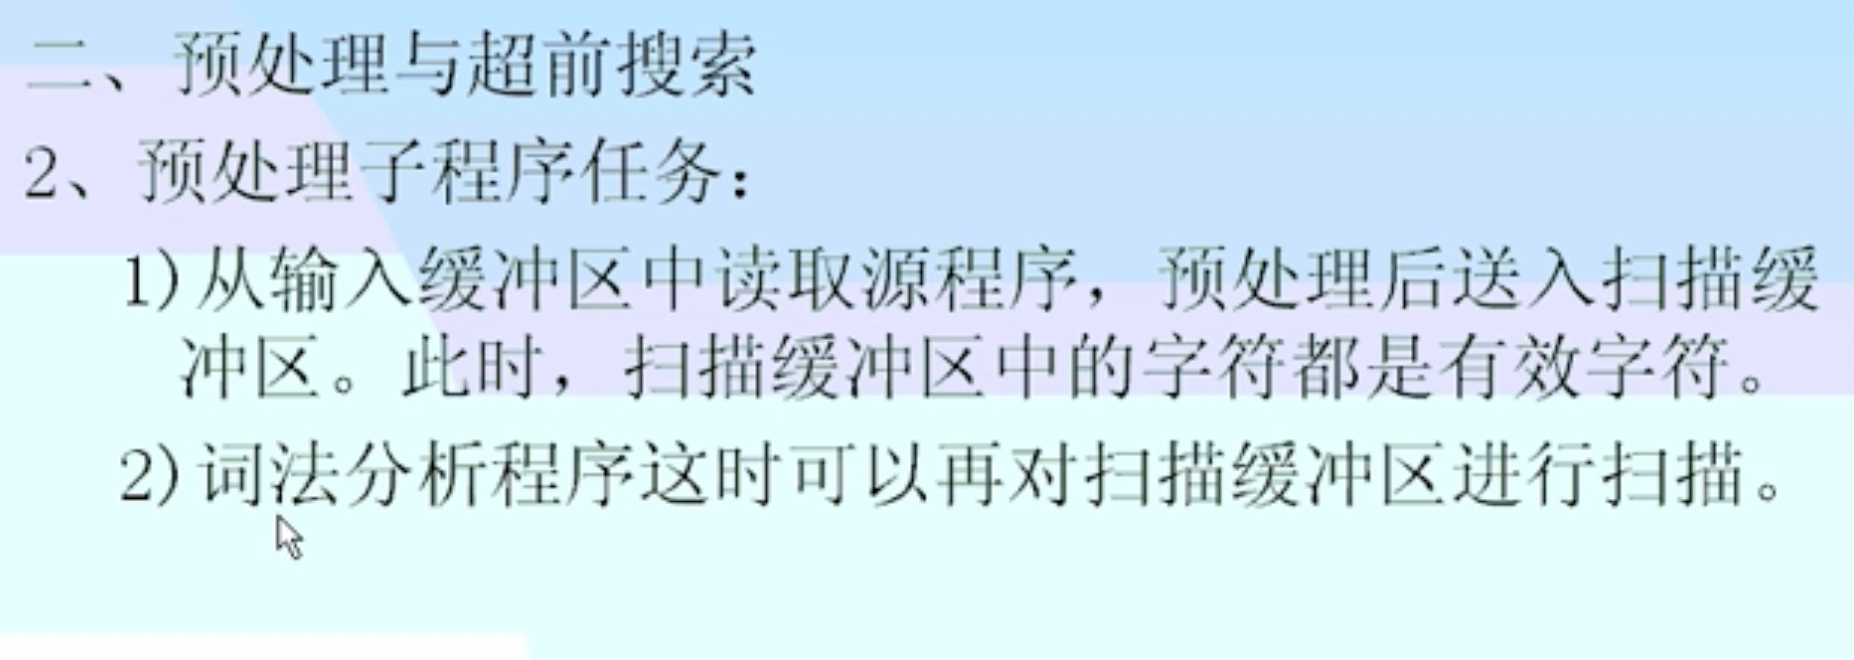 二、预处理与超前搜索
2、预处理子程序任务：
1)从输入缓冲区中读取源程序，预处理后送入扫描缓
冲区。此时，扫描缓冲区中的字符都是有效字符。
2)词法分析程序这时可以再对扫描缓冲区进行扫描。